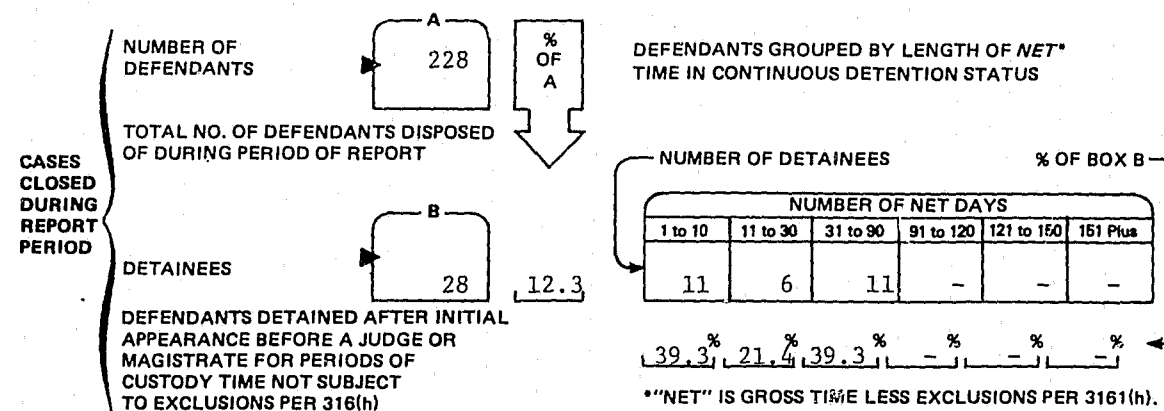 CASES
CLOSED
DURING
REPORT
PERIOD
NUMBER OF
DEFENDANTS
A
228
%
OF
A
TOTAL NO. OF DEFENDANTS DISPOSED
OF DURING PERIOD OF REPORT
DETAINEES
B
28
12.3
DEFENDANTS DETAINED AFTER INITIAL
APPEARANCE BEFORE A JUDGE OR
MAGISTRATE FOR PERIODS OF
CUSTODY TIME NOT SUBJECT
TO EXCLUSIONS PER 316(h)
DEFENDANTS GROUPED BY LENGTH OF NET*
TIME IN CONTINUOUS DETENTION STATUS
NUMBER OF DETAINEES % OF BOX B
NUMBER OF NET DAYS
1 to 10 11 to 30 31 to 90 91 to 120 121 to 150 151 Plus
11 6 11 - - -
39.3% 21.4% 39.3% -% -% -%
*"NET" IS GROSS TIME LESS EXCLUSIONS PER 3161(h).